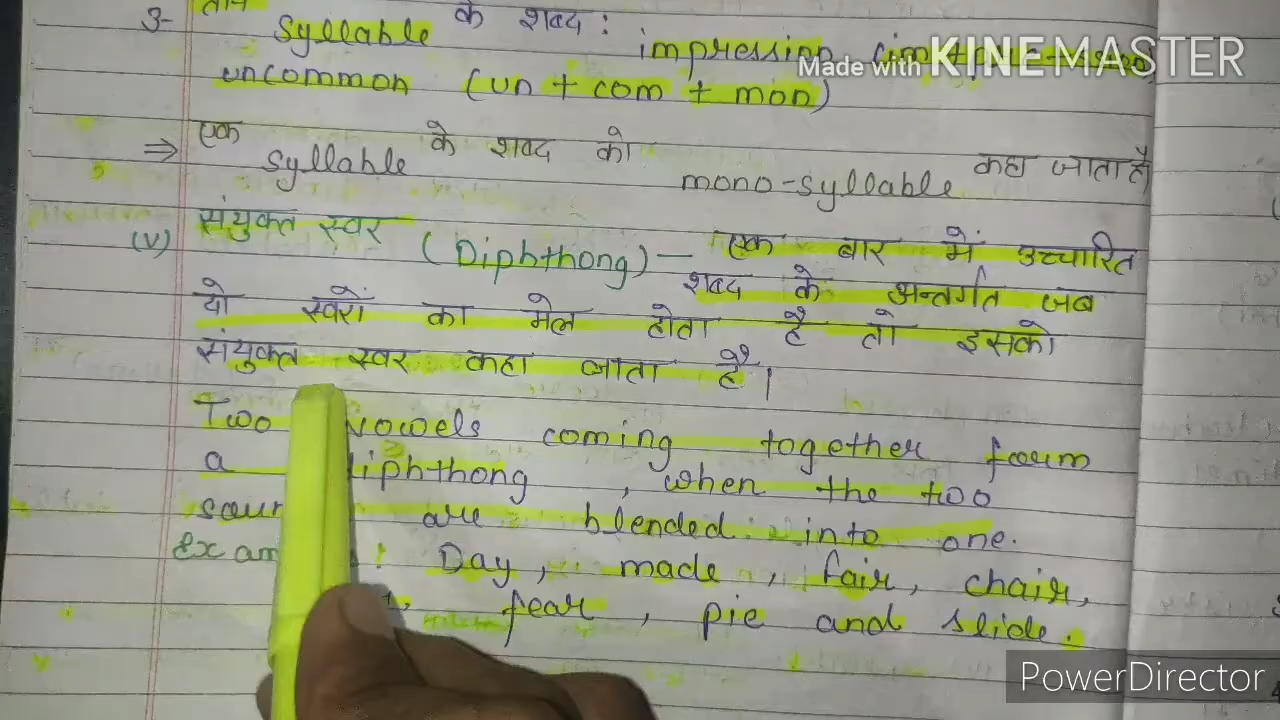 3- तीन Syllable के शब्द : impression
Made with KINEMASTER
uncommon (un + com + mon)
⇒ एक syllable के शब्द को mono-syllable कहा जाता है
(v) संयुक्त स्वर (Diphthong) — एक बार में उच्चारित
शब्द के अन्तर्गत जब
दो स्वरों का मेल होता है तो इसको
संयुक्त स्वर कहा जाता है।
Two vowels coming together form
a diphthong, when the two
are blended into one.
Day, made, fair, chair,
fear, pie and slide.
PowerDirector